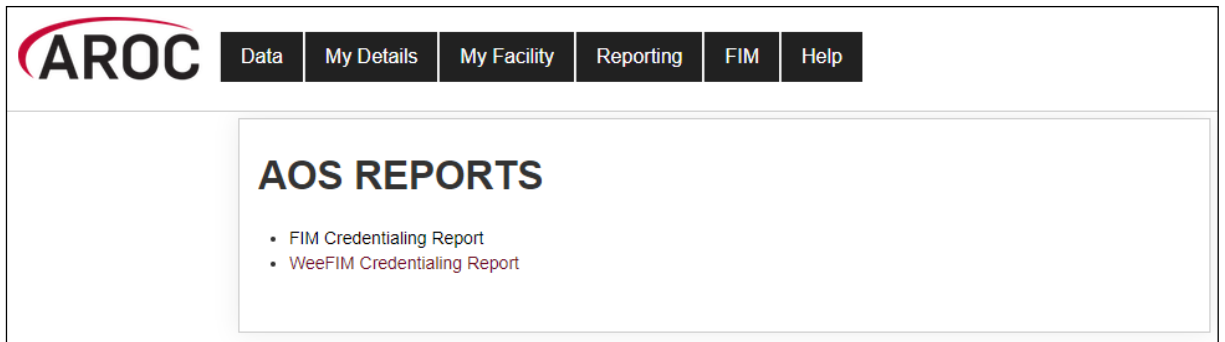 AROC
Data My Details My Facility Reporting FIM Help
AOS REPORTS
• FIM Credentialing Report
• WeeFIM Credentialing Report